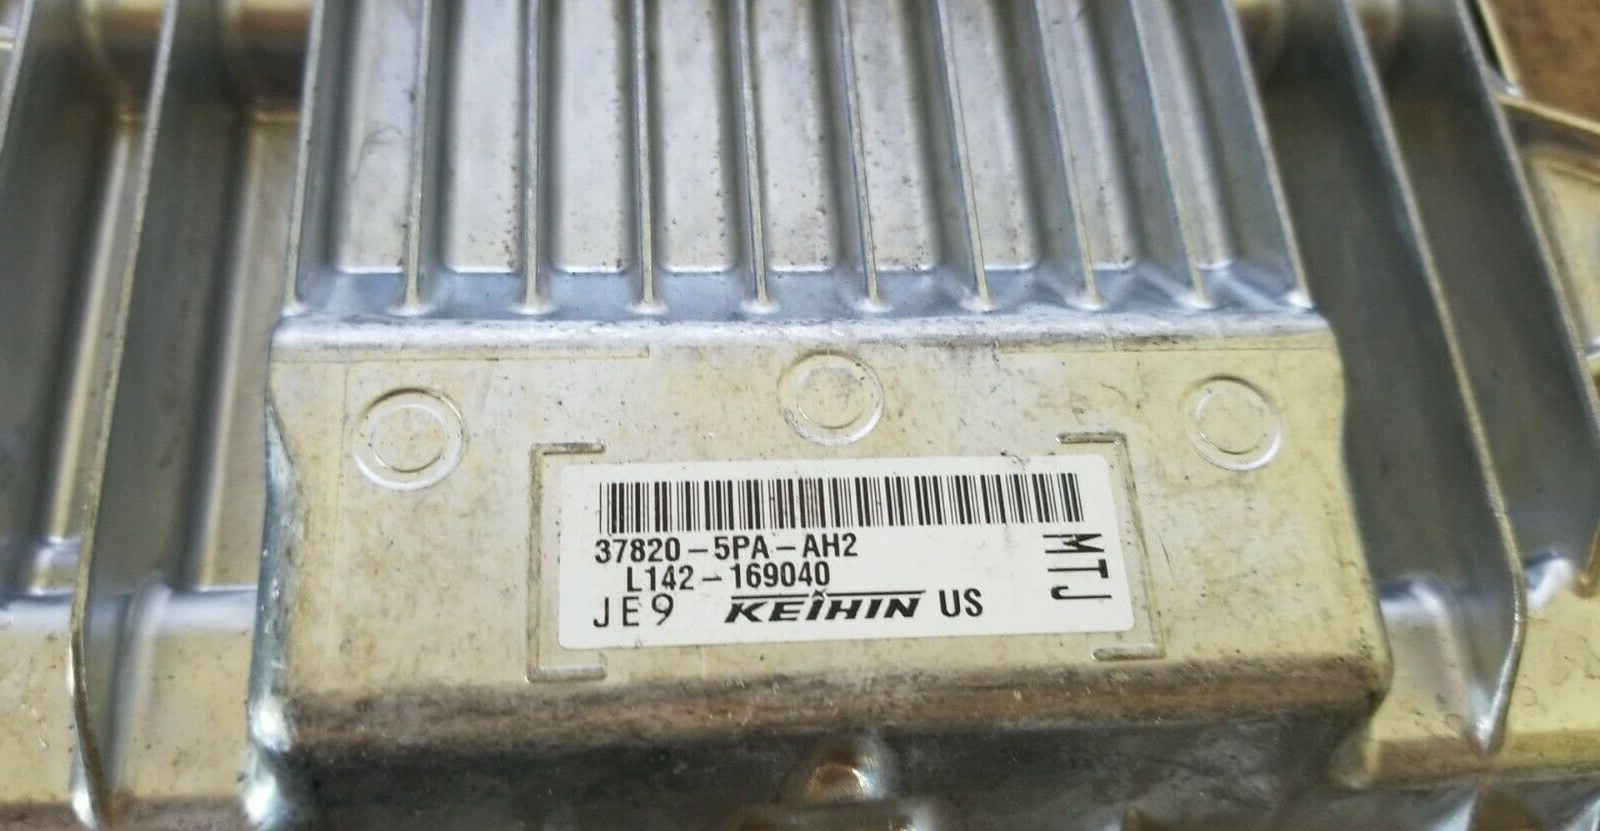 37820-5PA-AH2
L142-169040
JE9 KEIHIN US
MTJ